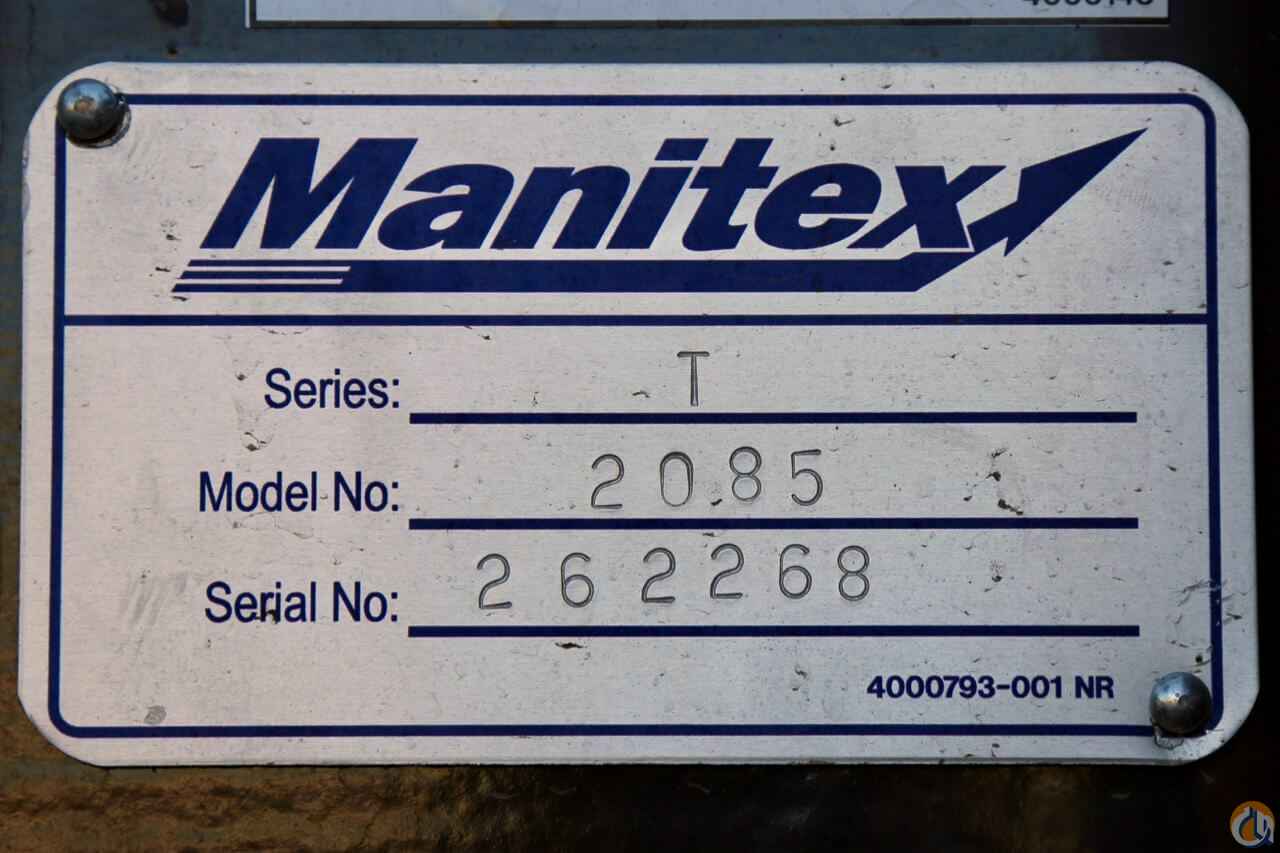 Manitex
Series: T
Model No: 2085
Serial No: 262268
4000793-001 NR